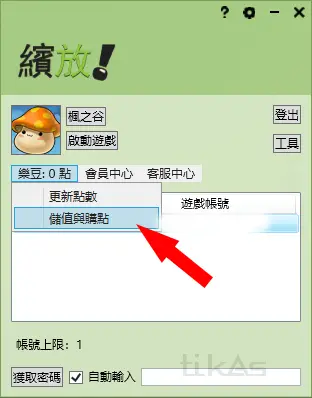 ?
繽放!
楓之谷
登出
啟動遊戲
工具
樂豆: 0 點 會員中心 客服中心
更新點數
遊戲帳號
儲值與購點
帳號上限: 1
tikAs
獲取密碼 自動輸入